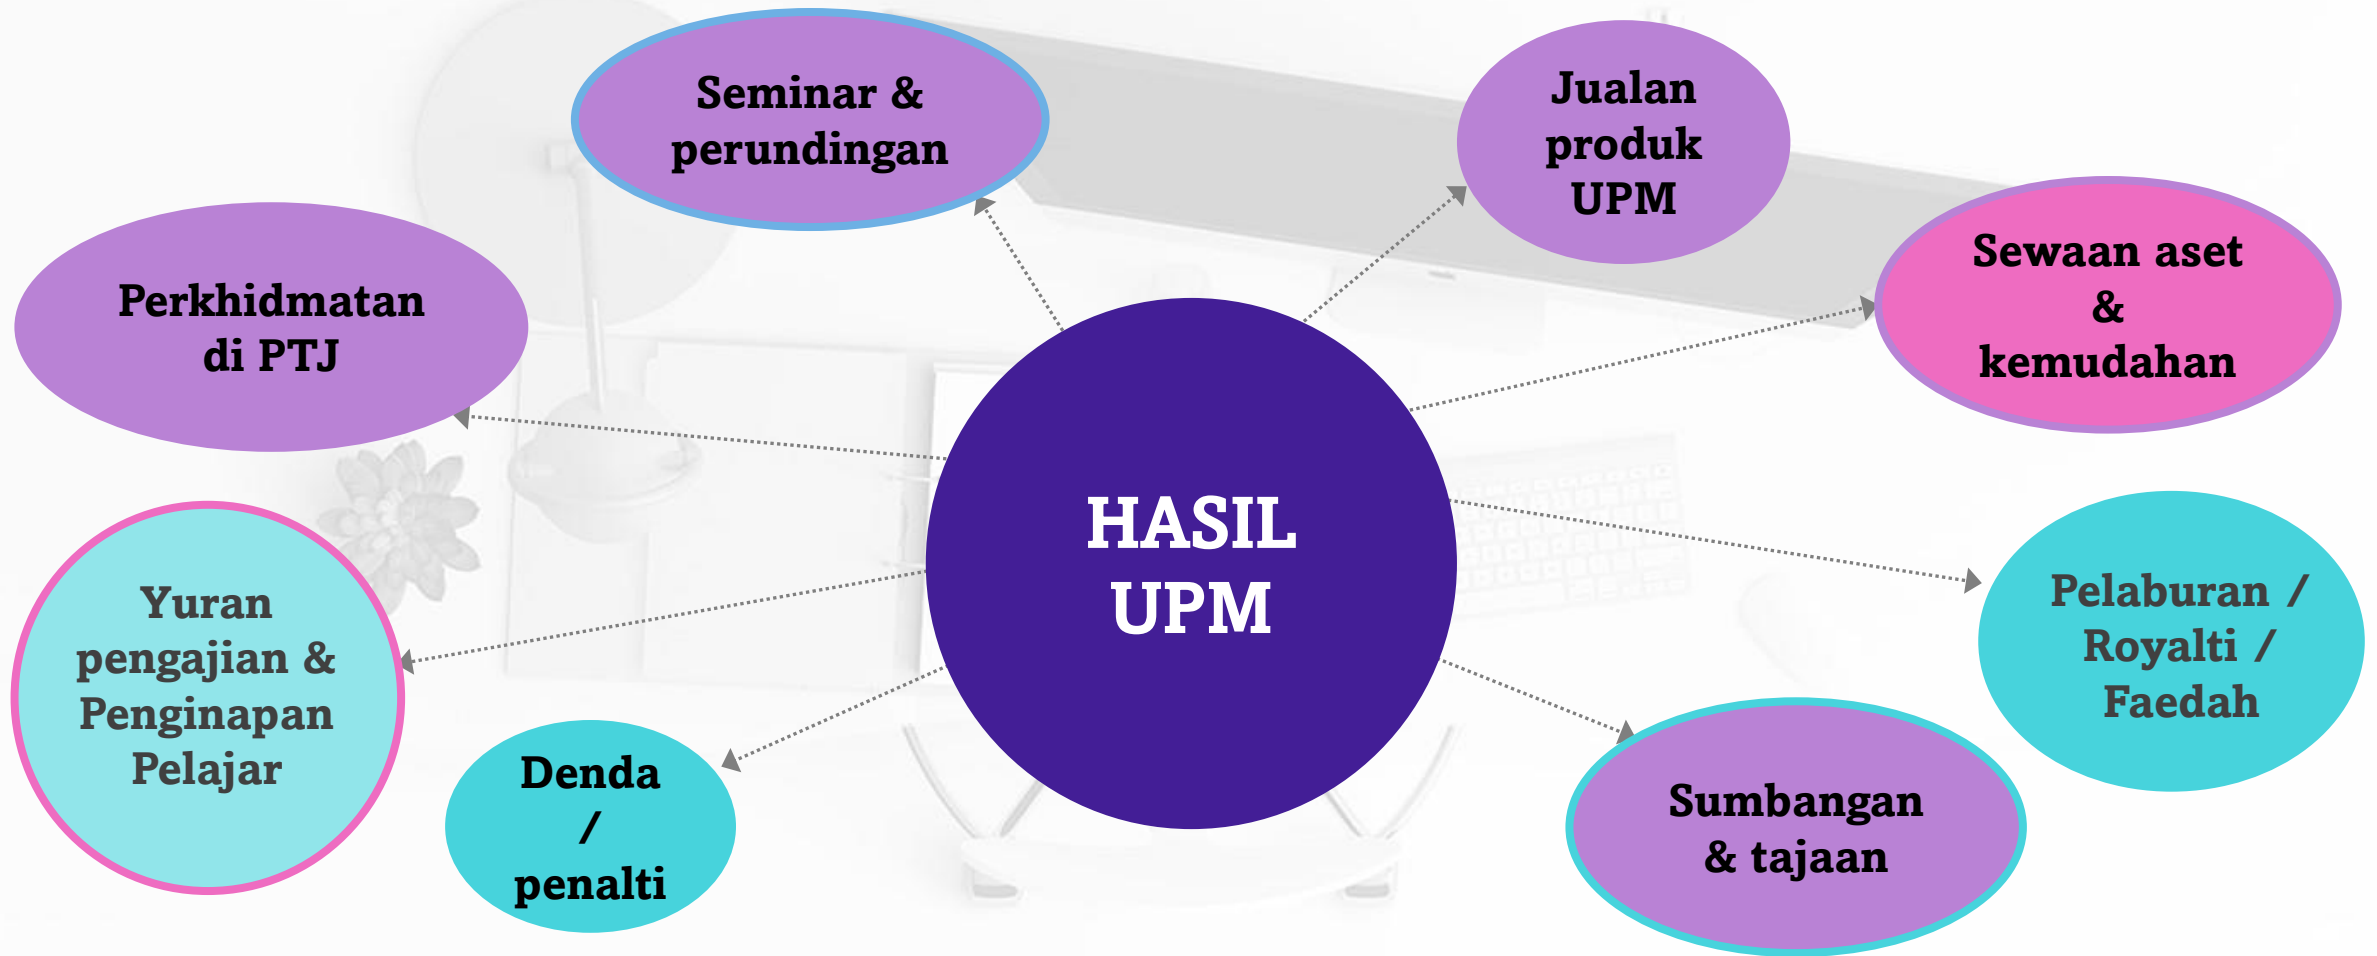 Seminar &
perundingan
Jualan
produk
UPM
Sewaan aset
&
kemudahan
Perkhidmatan
di PTJ
HASIL
UPM
Pelaburan /
Royalti /
Faedah
Yuran
pengajian &
Penginapan
Pelajar
Denda
/
penalti
Sumbangan
& tajaan